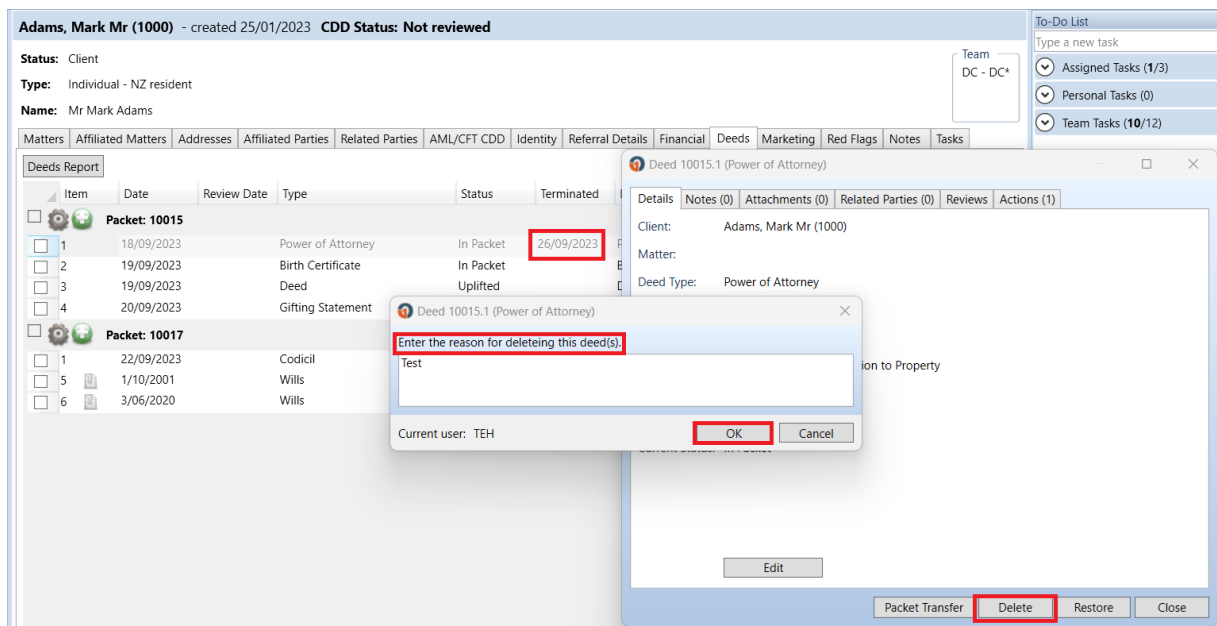 Adams, Mark Mr (1000) - created 25/01/2023 CDD Status: Not reviewed
Status: Client
Type: Individual - NZ resident
Name: Mr Mark Adams
Team
DC - DC*
To-Do List
Type a new task
Assigned Tasks (1/3)
Personal Tasks (0)
Team Tasks (10/12)
Matters Affiliated Matters Addresses Affiliated Parties Related Parties AML/CFT CDD Identity Referral Details Financial Deeds Marketing Red Flags Notes Tasks
Deeds Report
Item Date Review Date Type Status Terminated
Packet: 10015
1 18/09/2023 Power of Attorney In Packet 26/09/2023 P
2 19/09/2023 Birth Certificate In Packet
3 19/09/2023 Deed Uplifted
4 20/09/2023 Gifting Statement
Packet: 10017
1 22/09/2023 Codicil
5 1/10/2001 Wills
6 3/06/2020 Wills
Deed 10015.1 (Power of Attorney)
Details Notes (0) Attachments (0) Related Parties (0) Reviews Actions (1)
Client: Adams, Mark Mr (1000)
Matter:
Deed Type: Power of Attorney
ion to Property
Current Status: In Packet
Edit
Packet Transfer Delete Restore Close
Deed 10015.1 (Power of Attorney)
Enter the reason for deleteing this deed(s).
Test
Current user: TEH
OK Cancel